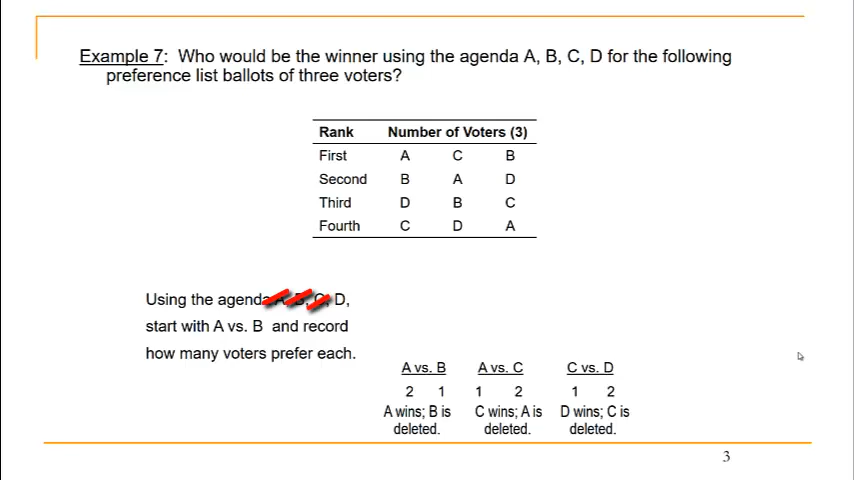 Example 7: Who would be the winner using the agenda A, B, C, D for the following
preference list ballots of three voters?
Rank Number of Voters (3)
First A C B
Second B A D
Third D B C
Fourth C D A
Using the agenda A, B, C, D,
start with A vs. B and record
how many voters prefer each.
A vs. B A vs. C C vs. D
2 1 1 2 1 2
A wins; B is C wins; A is D wins; C is
deleted. deleted. deleted.
3